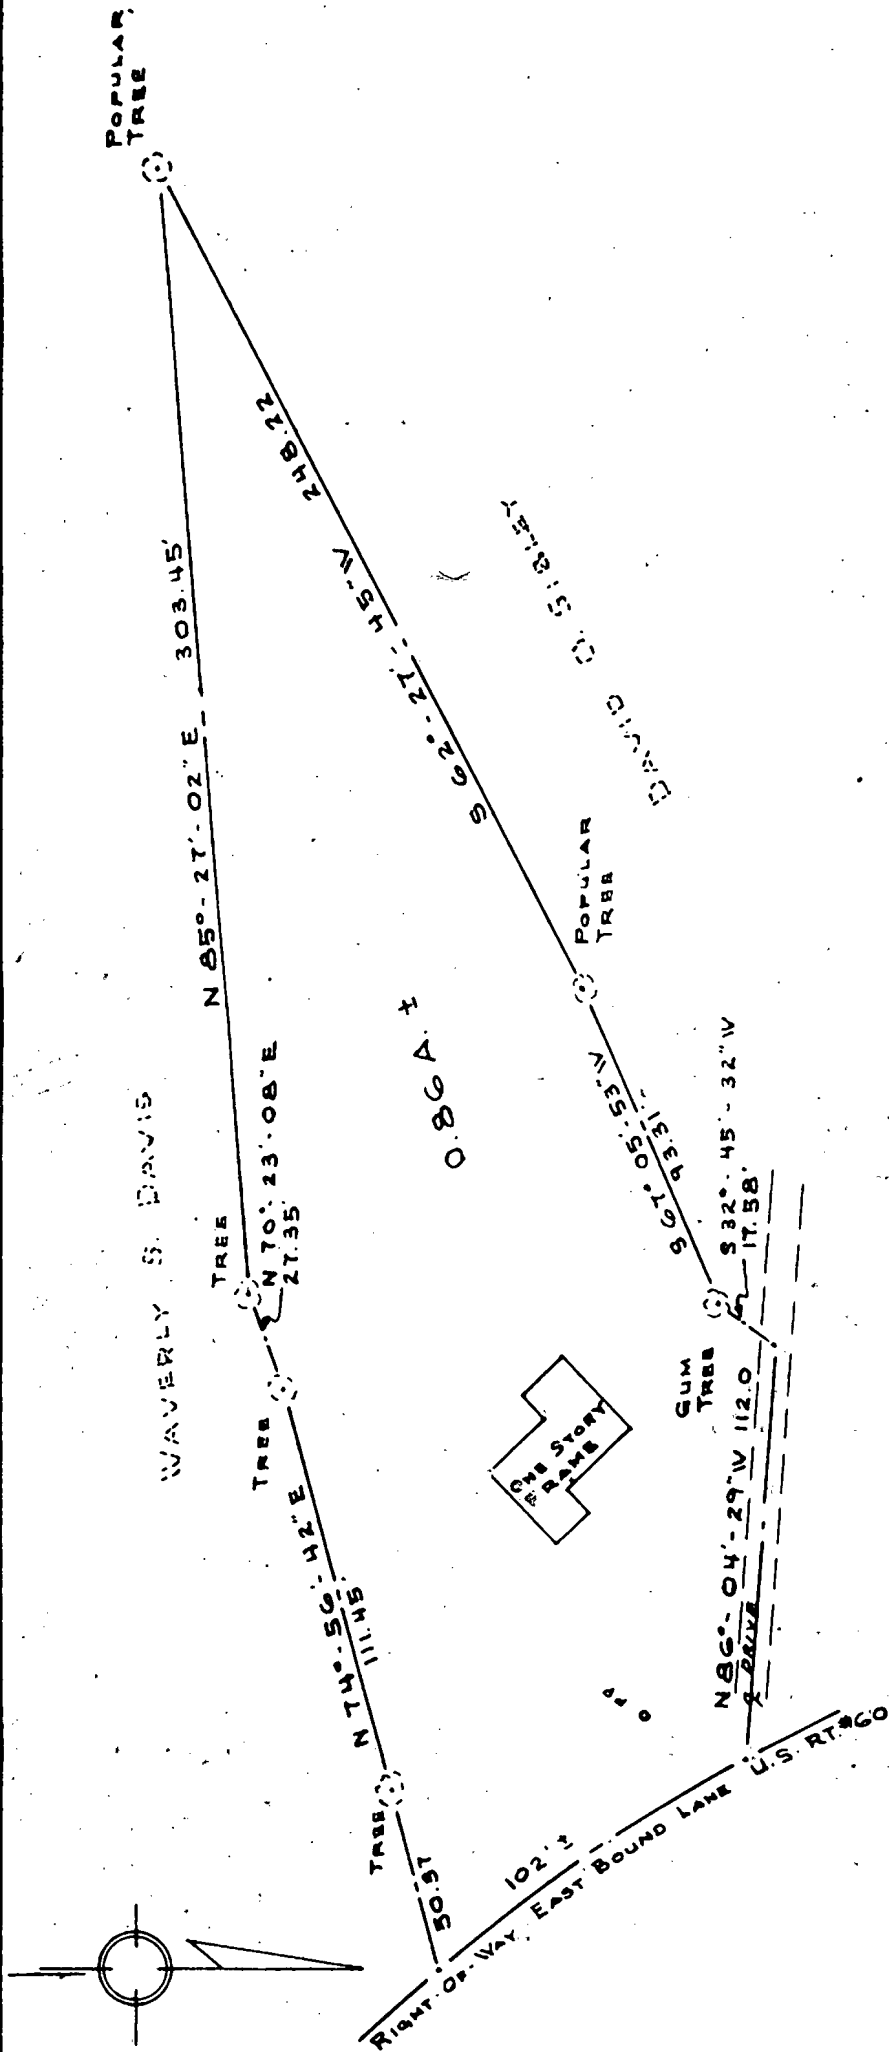 POPULAR
TREE
N 85°-27'-02"E 303.45'
248.22
S 62°-27'-45"W
DAVID O. SIBLEY
WAVERLY S. DAVIS
TREE
N 70°-23'-08"E
27.35'
0.86 A. ±
POPULAR
TREE
S 67° 05'-53"W
93.31'
S 32°-45'-32"W
17.58'
GUM
TREE
TREE
N 74°-56'-42"E
111.45'
ONE STORY
FRAME
N 86°-04'-29"W 112.0
℄ DRIVE
PP
TREE
50.57
102'±
RIGHT-OF-WAY, EAST BOUND LANE U.S. RT.#60